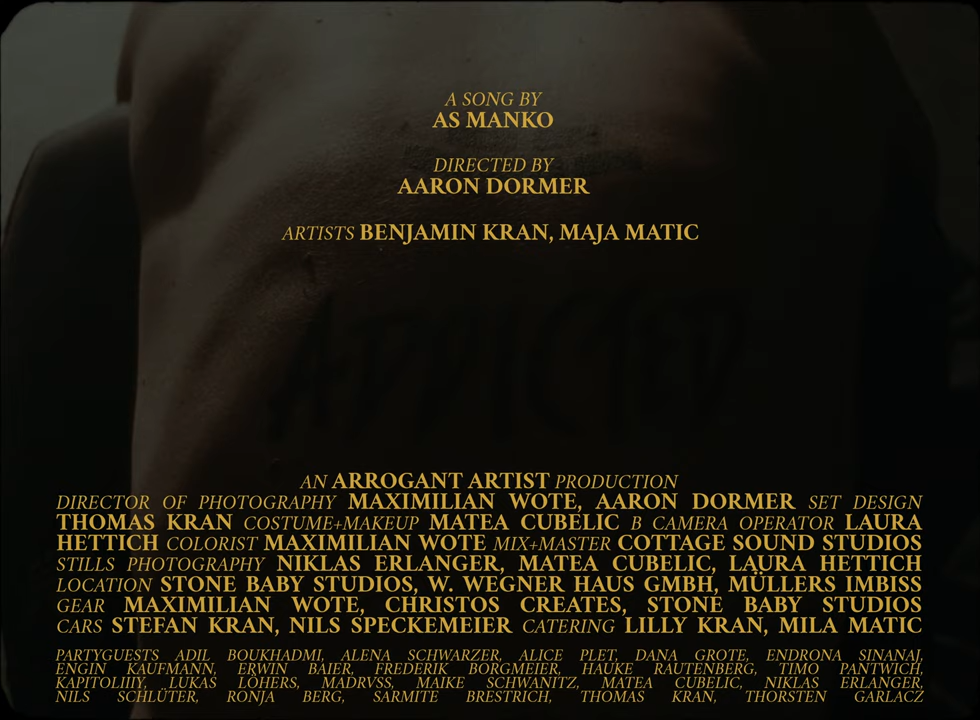 A SONG BY
AS MANKO
DIRECTED BY
AARON DORMER
ARTISTS BENJAMIN KRAN, MAJA MATIC
ADDICTED
AN ARROGANT ARTIST PRODUCTION
DIRECTOR OF PHOTOGRAPHY MAXIMILIAN WOTE, AARON DORMER SET DESIGN
THOMAS KRAN COSTUME+MAKEUP MATEA CUBELIC B CAMERA OPERATOR LAURA
HETTICH COLORIST MAXIMILIAN WOTE MIX+MASTER COTTAGE SOUND STUDIOS
STILLS PHOTOGRAPHY NIKLAS ERLANGER, MATEA CUBELIC, LAURA HETTICH
LOCATION STONE BABY STUDIOS, W. WEGNER HAUS GMBH, MÜLLERS IMBISS
GEAR MAXIMILIAN WOTE, CHRISTOS CREATES, STONE BABY STUDIOS
CARS STEFAN KRAN, NILS SPECKEMEIER CATERING LILLY KRAN, MILA MATIC
PARTYGUESTS ADIL BOUKHADMI, ALENA SCHWARZER, ALICE PLET, DANA GROTE, ENDRONA SINANAJ,
ENGIN KAUFMANN, ERWIN BAIER, FREDERIK BORGMEIER, HAUKE RAUTENBERG, TIMO PANTWICH,
KAPITOLIIIY, LUKAS LÖHERS, MADRVSS, MAIKE SCHWANITZ, MATEA CUBELIC, NIKLAS ERLANGER,
NILS SCHLÜTER, RONJA BERG, SARMITE BRESTRICH, THOMAS KRAN, THORSTEN GARLACZ